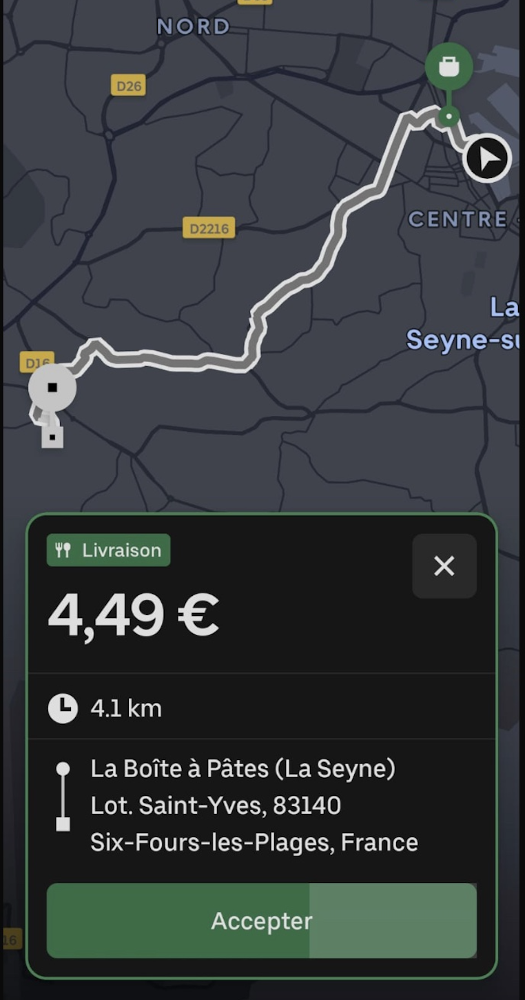 NORD
D26
D2216
CENTRE
La
Seyne-su
D16
Livraison
4,49 €
4.1 km
La Boîte à Pâtes (La Seyne)
Lot. Saint-Yves, 83140
Six-Fours-les-Plages, France
Accepter
16